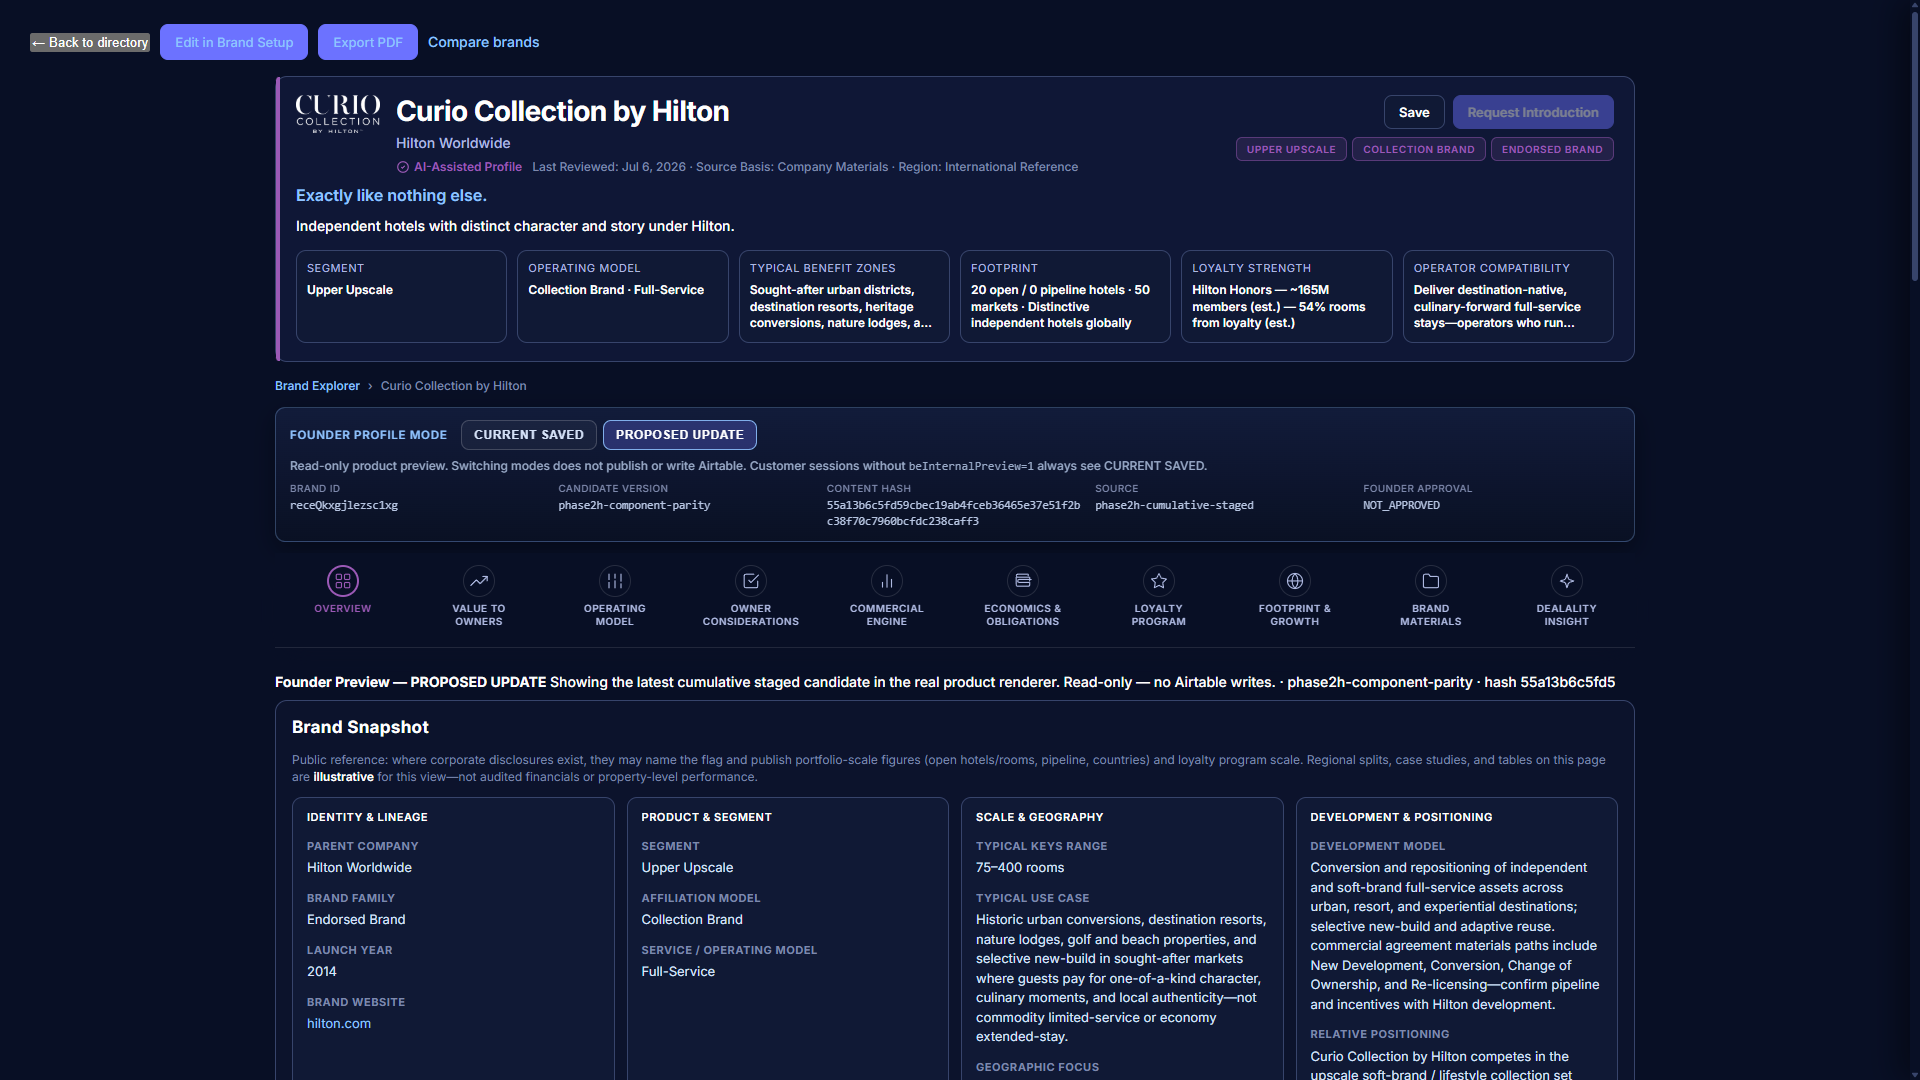 ← Back to directory
Edit in Brand Setup
Export PDF
Compare brands
CURIO
COLLECTION
BY HILTON
Curio Collection by Hilton
Hilton Worldwide
AI-Assisted Profile Last Reviewed: Jul 6, 2026 · Source Basis: Company Materials · Region: International Reference
Save
Request Introduction
UPPER UPSCALE
COLLECTION BRAND
ENDORSED BRAND
Exactly like nothing else.
Independent hotels with distinct character and story under Hilton.
SEGMENT
Upper Upscale
OPERATING MODEL
Collection Brand · Full-Service
TYPICAL BENEFIT ZONES
Sought-after urban districts,
destination resorts, heritage
conversions, nature lodges, a...
FOOTPRINT
20 open / 0 pipeline hotels · 50
markets · Distinctive
independent hotels globally
LOYALTY STRENGTH
Hilton Honors — ~165M
members (est.) — 54% rooms
from loyalty (est.)
OPERATOR COMPATIBILITY
Deliver destination-native,
culinary-forward full-service
stays—operators who run...
Brand Explorer › Curio Collection by Hilton
FOUNDER PROFILE MODE
CURRENT SAVED
PROPOSED UPDATE
Read-only product preview. Switching modes does not publish or write Airtable. Customer sessions without beInternalPreview=1 always see CURRENT SAVED.
BRAND ID
receQkxgjlezsc1xg
CANDIDATE VERSION
phase2h-component-parity
CONTENT HASH
55a13b6c5fd59cbec19ab4fceb36465e37e51f2b
c38f70c7960bcfdc238caff3
SOURCE
phase2h-cumulative-staged
FOUNDER APPROVAL
NOT_APPROVED
OVERVIEW
VALUE TO
OWNERS
OPERATING
MODEL
OWNER
CONSIDERATIONS
COMMERCIAL
ENGINE
ECONOMICS &
OBLIGATIONS
LOYALTY
PROGRAM
FOOTPRINT &
GROWTH
BRAND
MATERIALS
DEALALITY
INSIGHT
Founder Preview — PROPOSED UPDATE Showing the latest cumulative staged candidate in the real product renderer. Read-only — no Airtable writes. · phase2h-component-parity · hash 55a13b6c5fd5
Brand Snapshot
Public reference: where corporate disclosures exist, they may name the flag and publish portfolio-scale figures (open hotels/rooms, pipeline, countries) and loyalty program scale. Regional splits, case studies, and tables on this page
are illustrative for this view—not audited financials or property-level performance.
IDENTITY & LINEAGE
PARENT COMPANY
Hilton Worldwide
BRAND FAMILY
Endorsed Brand
LAUNCH YEAR
2014
BRAND WEBSITE
hilton.com
PRODUCT & SEGMENT
SEGMENT
Upper Upscale
AFFILIATION MODEL
Collection Brand
SERVICE / OPERATING MODEL
Full-Service
SCALE & GEOGRAPHY
TYPICAL KEYS RANGE
75–400 rooms
TYPICAL USE CASE
Historic urban conversions, destination resorts,
nature lodges, golf and beach properties, and
selective new-build in sought-after markets
where guests pay for one-of-a-kind character,
culinary moments, and local authenticity—not
commodity limited-service or economy
extended-stay.
GEOGRAPHIC FOCUS
DEVELOPMENT & POSITIONING
DEVELOPMENT MODEL
Conversion and repositioning of independent
and soft-brand full-service assets across
urban, resort, and experiential destinations;
selective new-build and adaptive reuse.
commercial agreement materials paths include
New Development, Conversion, Change of
Ownership, and Re-licensing—confirm pipeline
and incentives with Hilton development.
RELATIVE POSITIONING
Curio Collection by Hilton competes in the
upscale soft-brand / lifestyle collection set